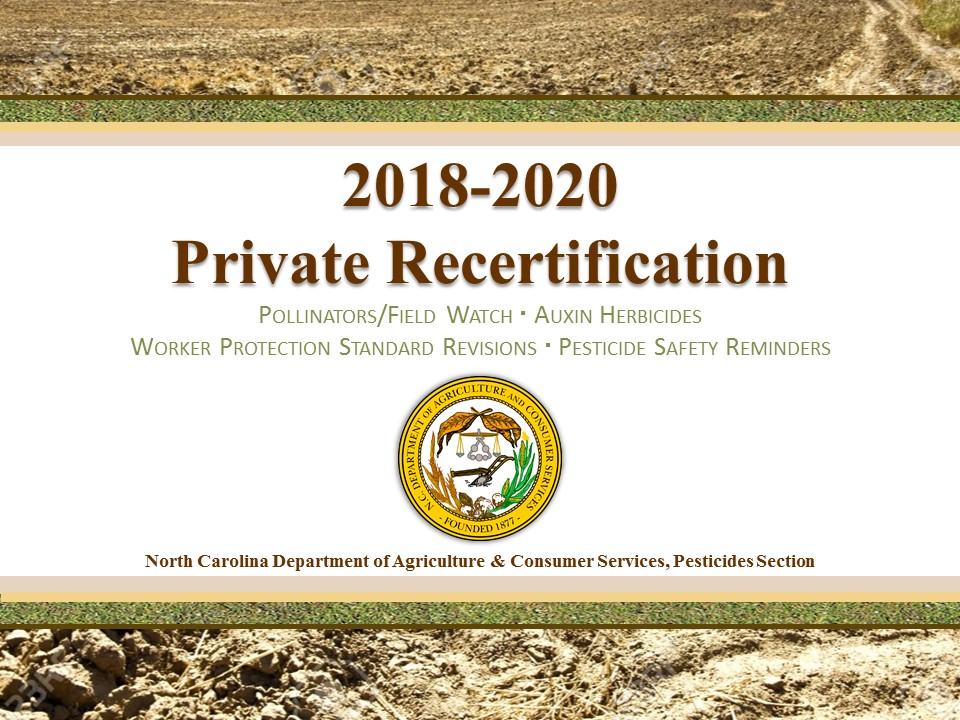 2018-2020
Private Recertification
Pollinators/Field Watch · Auxin Herbicides
Worker Protection Standard Revisions · Pesticide Safety Reminders
N.C. DEPARTMENT OF AGRICULTURE AND CONSUMER SERVICES
- FOUNDED 1877 -
North Carolina Department of Agriculture & Consumer Services, Pesticides Section